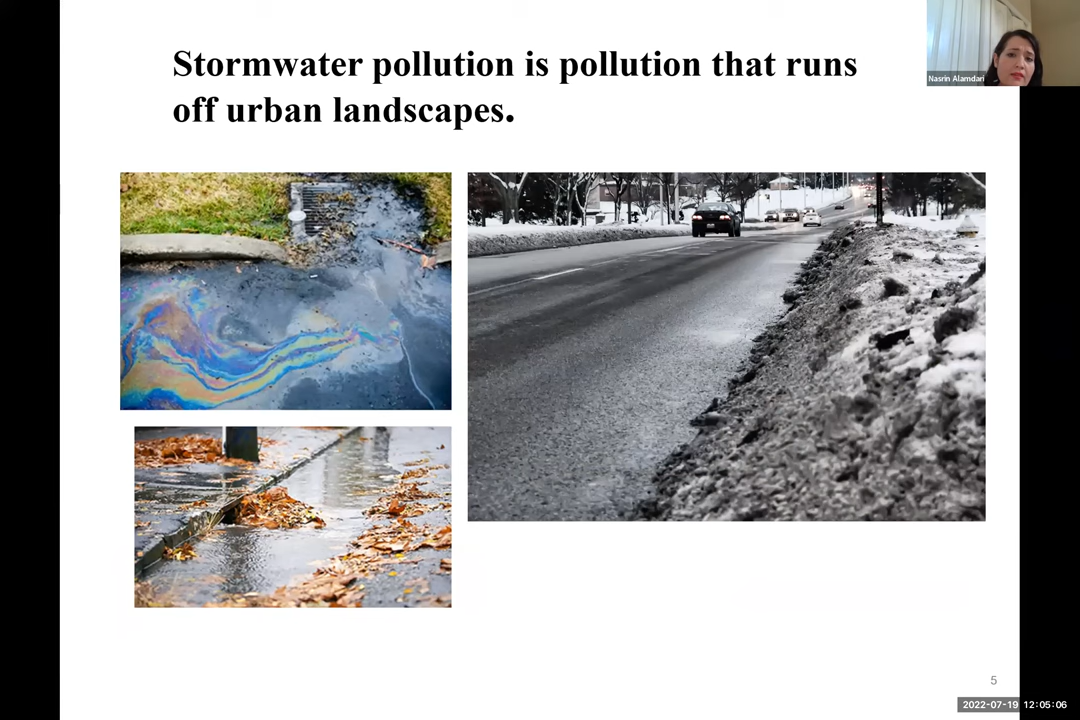 Stormwater pollution is pollution that runs
off urban landscapes.
Nasrin Alamdari
5
2022-07-19 12:05:06